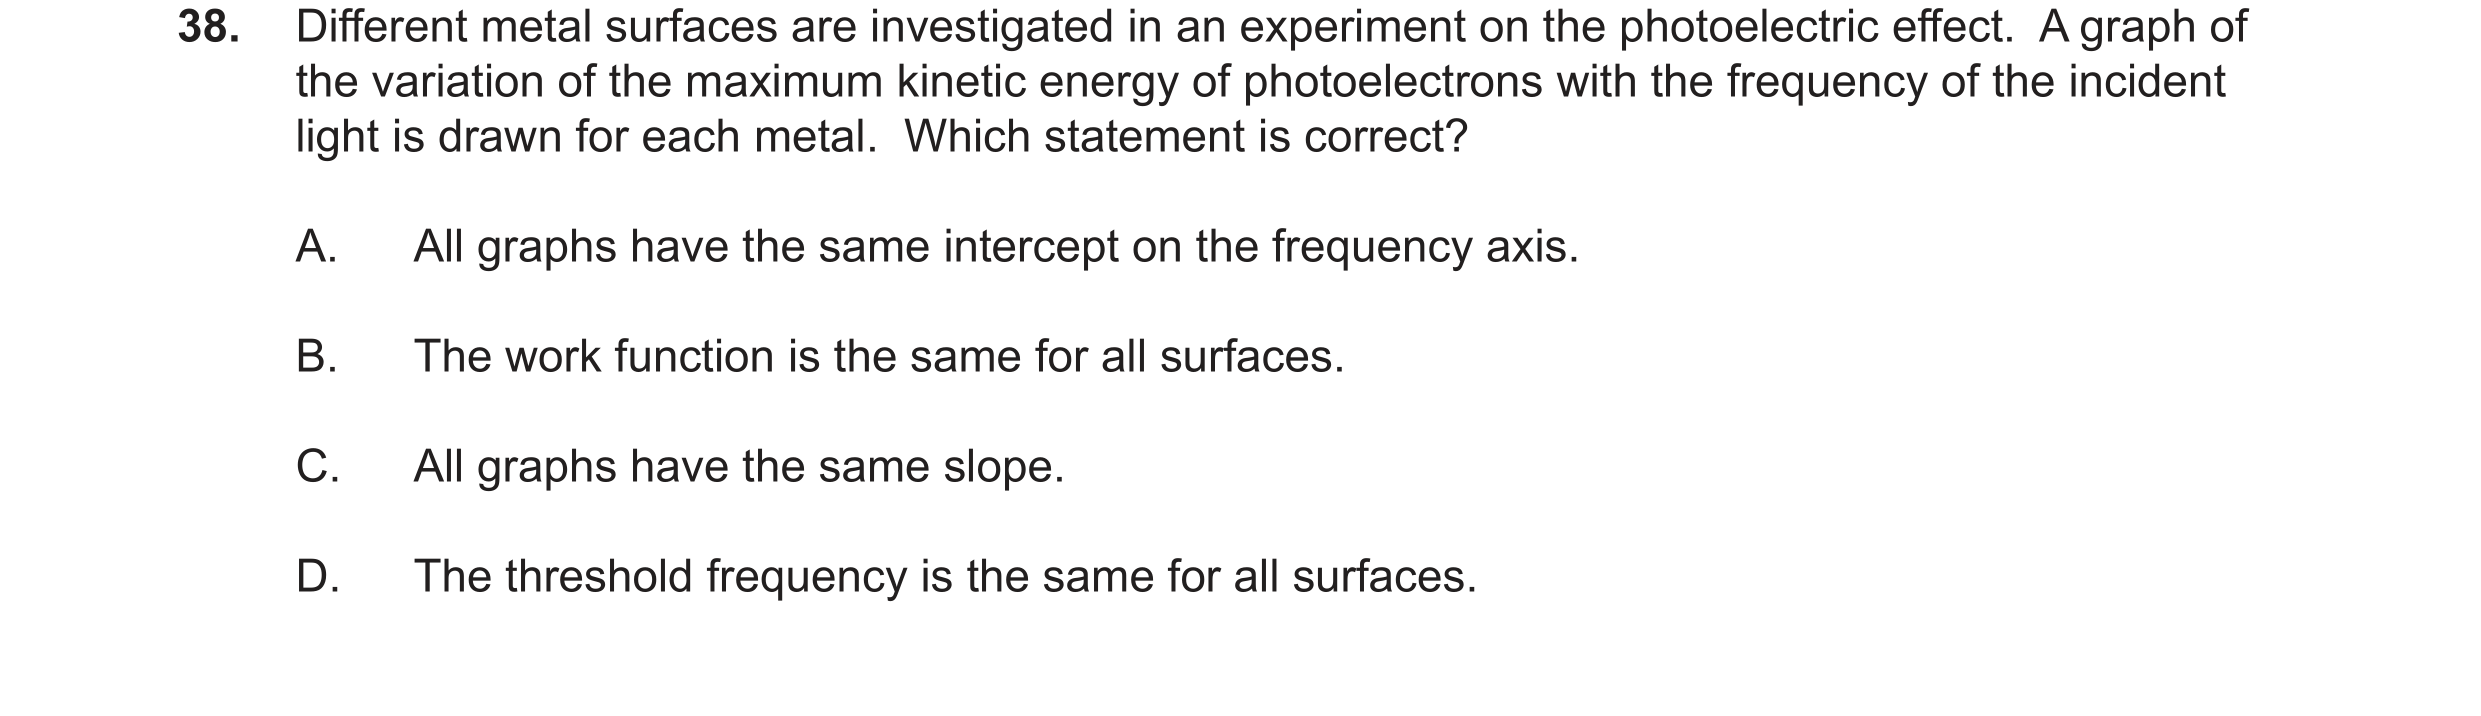 38. Different metal surfaces are investigated in an experiment on the photoelectric effect. A graph of
the variation of the maximum kinetic energy of photoelectrons with the frequency of the incident
light is drawn for each metal. Which statement is correct?
A. All graphs have the same intercept on the frequency axis.
B. The work function is the same for all surfaces.
C. All graphs have the same slope.
D. The threshold frequency is the same for all surfaces.